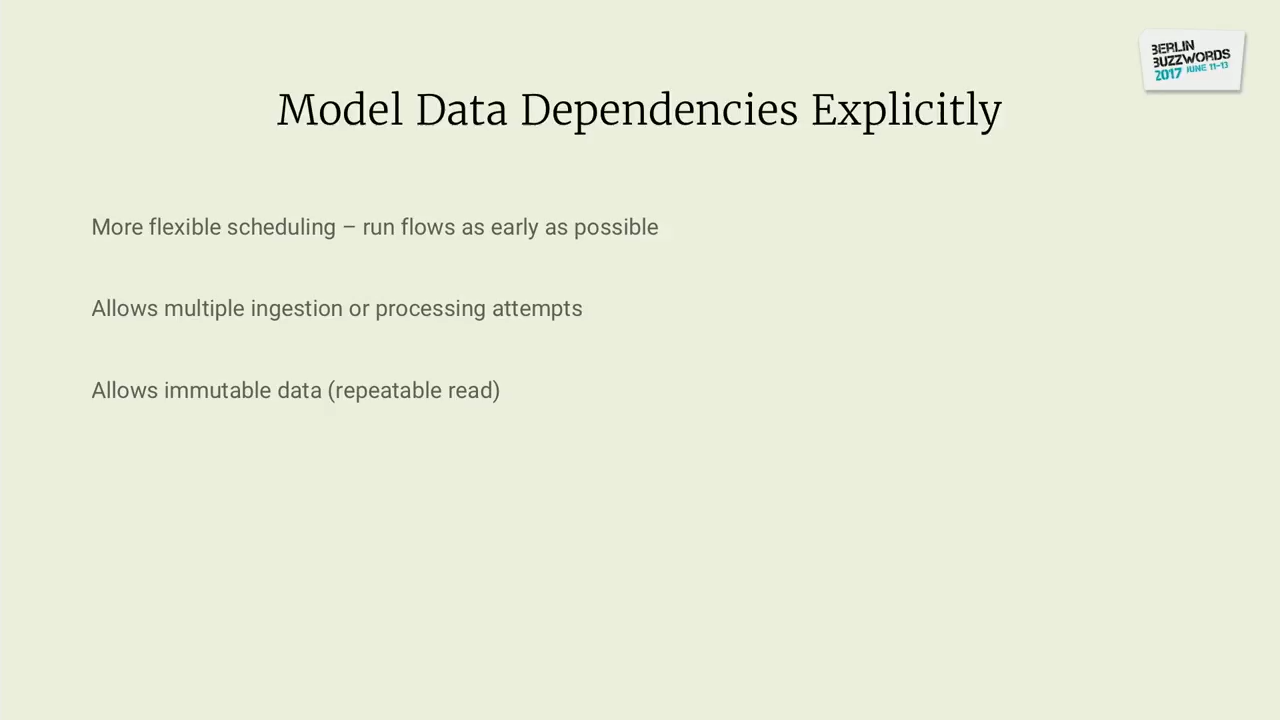 BERLIN
BUZZWORDS
2017 JUNE 11-13
Model Data Dependencies Explicitly
More flexible scheduling – run flows as early as possible
Allows multiple ingestion or processing attempts
Allows immutable data (repeatable read)